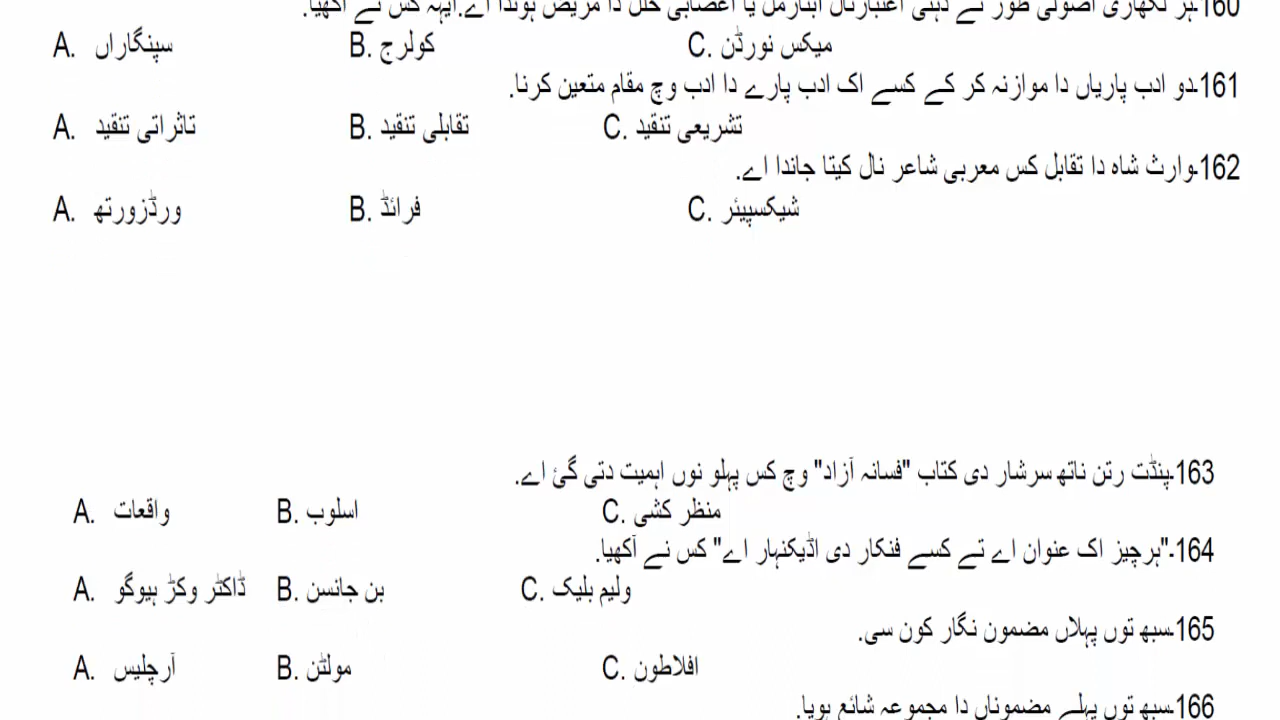 160۔ہر لکھاری اصولی طور تے ذہنی اعتبارنال ابنارمل یا اعصابی خلل دا مریض ہوندا اے۔ایہہ کس نے آکھیا۔
A. سپنگاراں B. کولرج C. میکس نورڈن
161۔دو ادب پاریاں دا موازنہ کر کے کسے اک ادب پارے دا ادب وچ مقام متعین کرنا۔
A. تاثراتی تنقید B. تقابلی تنقید C. تشریعی تنقید
162۔وارث شاہ دا تقابل کس معربی شاعر نال کیتا جاندا اے۔
A. ورڈزورتھ B. فرائڈ C. شیکسپیئر
163۔پنڈت رتن ناتھ سرشار دی کتاب "فسانہ آزاد" وچ کس پہلو نوں اہمیت دتی گئ اے۔
A. واقعات B. اسلوب C. منظر کشی
164۔"ہرچیز اک عنوان اے تے کسے فنکار دی اڈیکنہار اے" کس نے آکھیا۔
A. ڈاکٹر وکڑ ہیوگو B. بن جانسن C. ولیم بلیک
165۔سبھ توں پہلاں مضمون نگار کون سی۔
A. آرچلیس B. مولٹن C. افلاطون
166۔سبھ توں پہلے مضموناں دا مجموعہ شائع ہویا۔